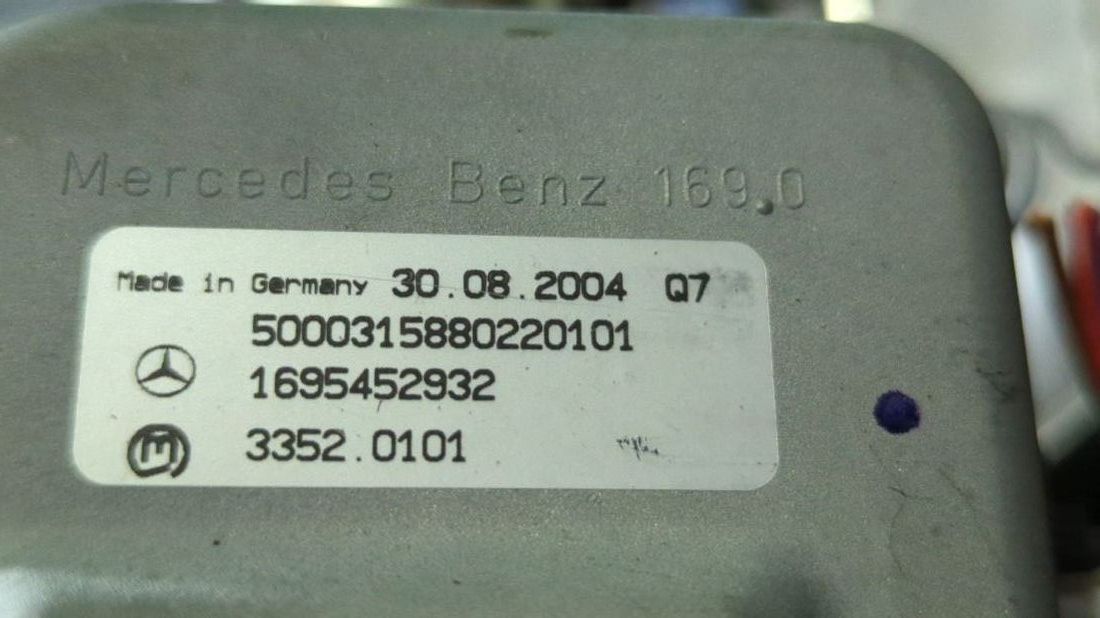 Mercedes Benz 169.0
Made in Germany 30.08.2004 Q7
5000315880220101
1695452932
3352.0101